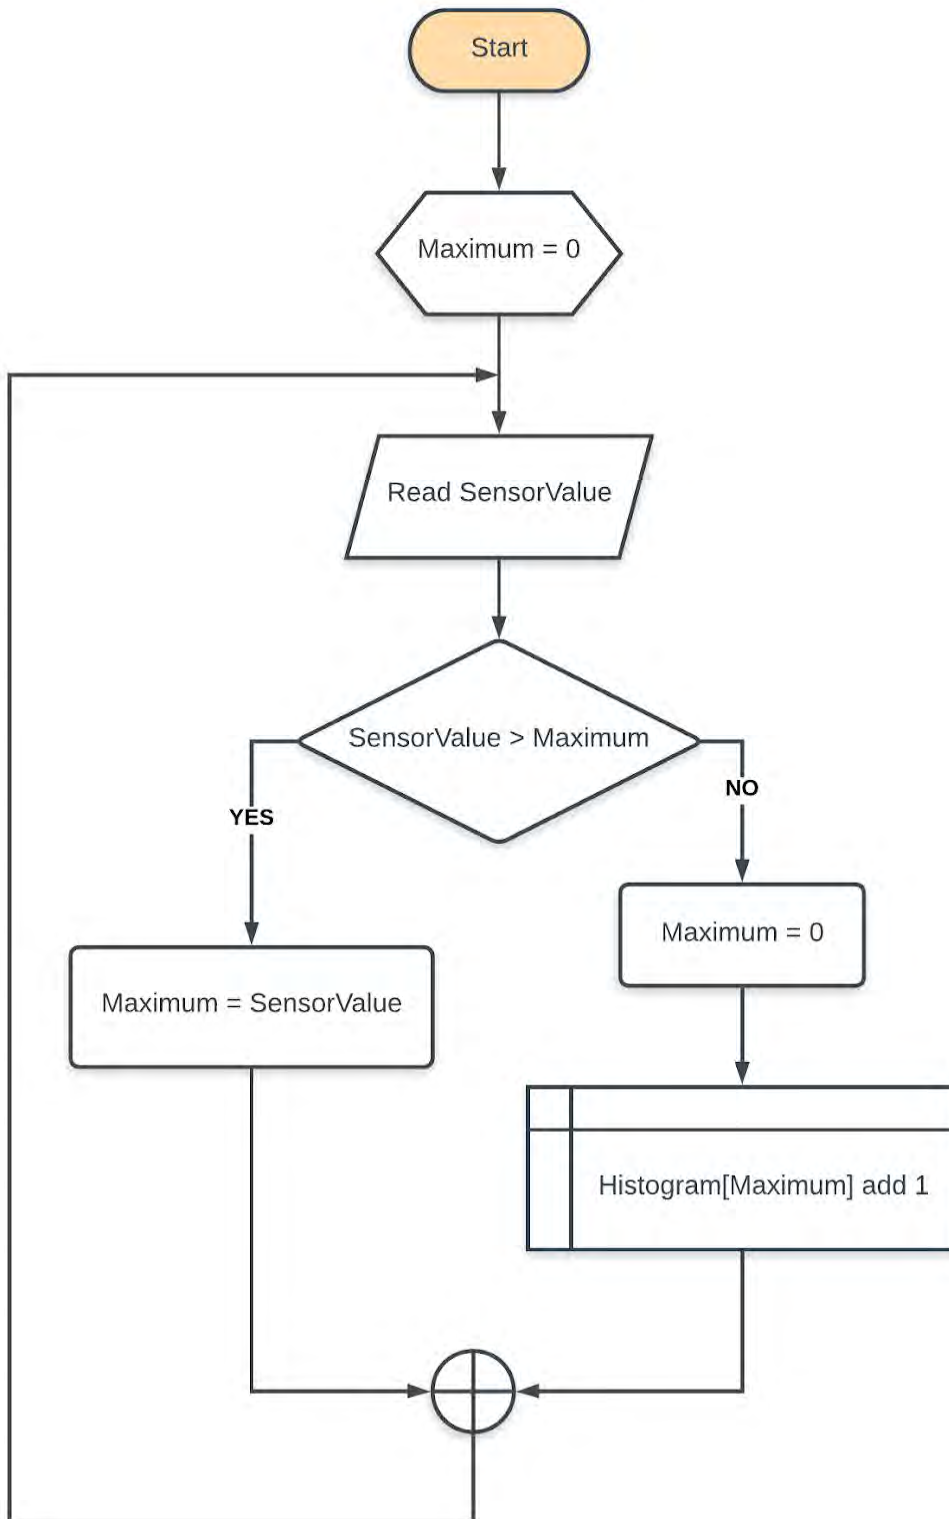 Start
Maximum = 0
Read SensorValue
SensorValue > Maximum
YES
NO
Maximum = 0
Maximum = SensorValue
Histogram[Maximum] add 1